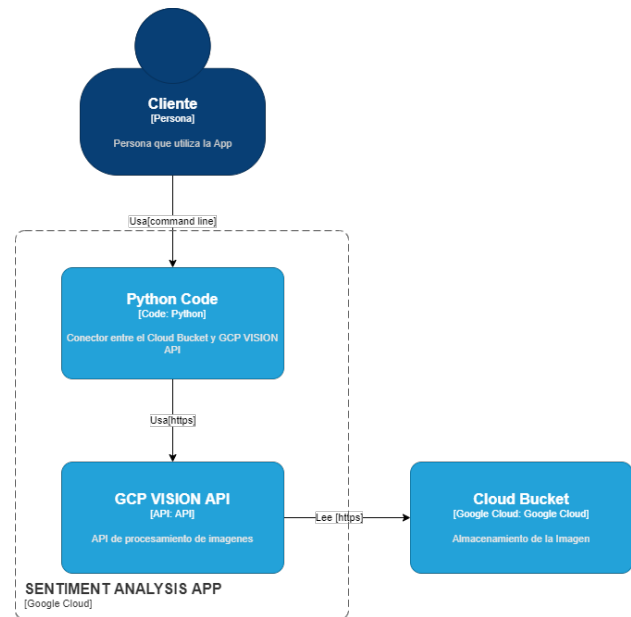 Cliente
[Persona]
Persona que utiliza la App
Usa[command line]
Python Code
[Code: Python]
Conector entre el Cloud Bucket y GCP VISION
API
Usa[https]
GCP VISION API
[API: API]
API de procesamiento de imagenes
Lee [https]
Cloud Bucket
[Google Cloud: Google Cloud]
Almacenamiento de la Imagen
SENTIMENT ANALYSIS APP
[Google Cloud]